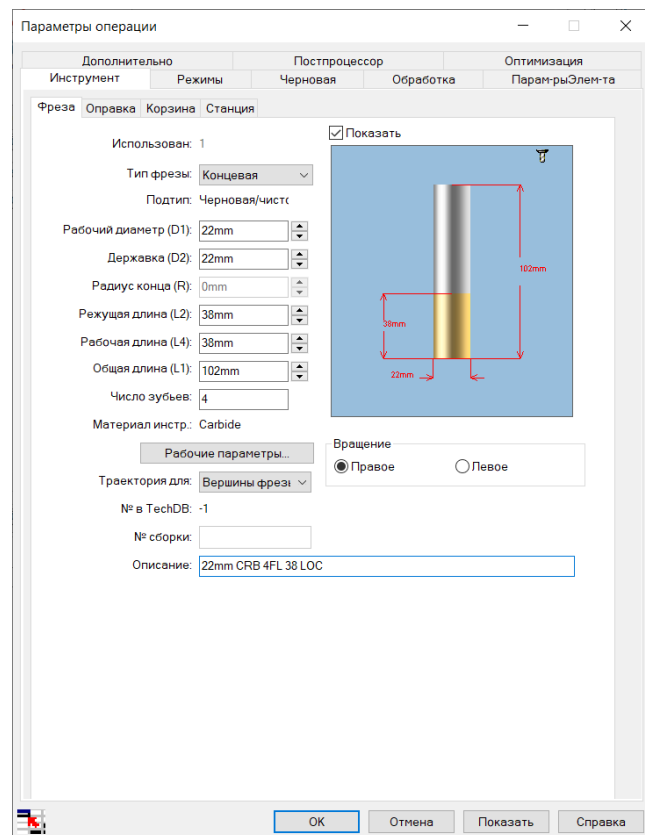 Параметры операции
Дополнительно Постпроцессор Оптимизация
Инструмент Режимы Черновая Обработка Парам-рыЭлем-та
Фреза Оправка Корзина Станция
Использован: 1
Показать
Тип фрезы: Концевая
Подтип: Черновая/чистс
Рабочий диаметр (D1): 22mm
Державка (D2): 22mm
Радиус конца (R): 0mm
Режущая длина (L2): 38mm
Рабочая длина (L4): 38mm
Общая длина (L1): 102mm
Число зубьев: 4
Материал инстр.: Carbide
102mm
38mm
22mm
Рабочие параметры...
Вращение
Правое Левое
Траектория для: Вершины фрезы
№ в TechDB: -1
№ сборки:
Описание: 22mm CRB 4FL 38 LOC
OK Отмена Показать Справка